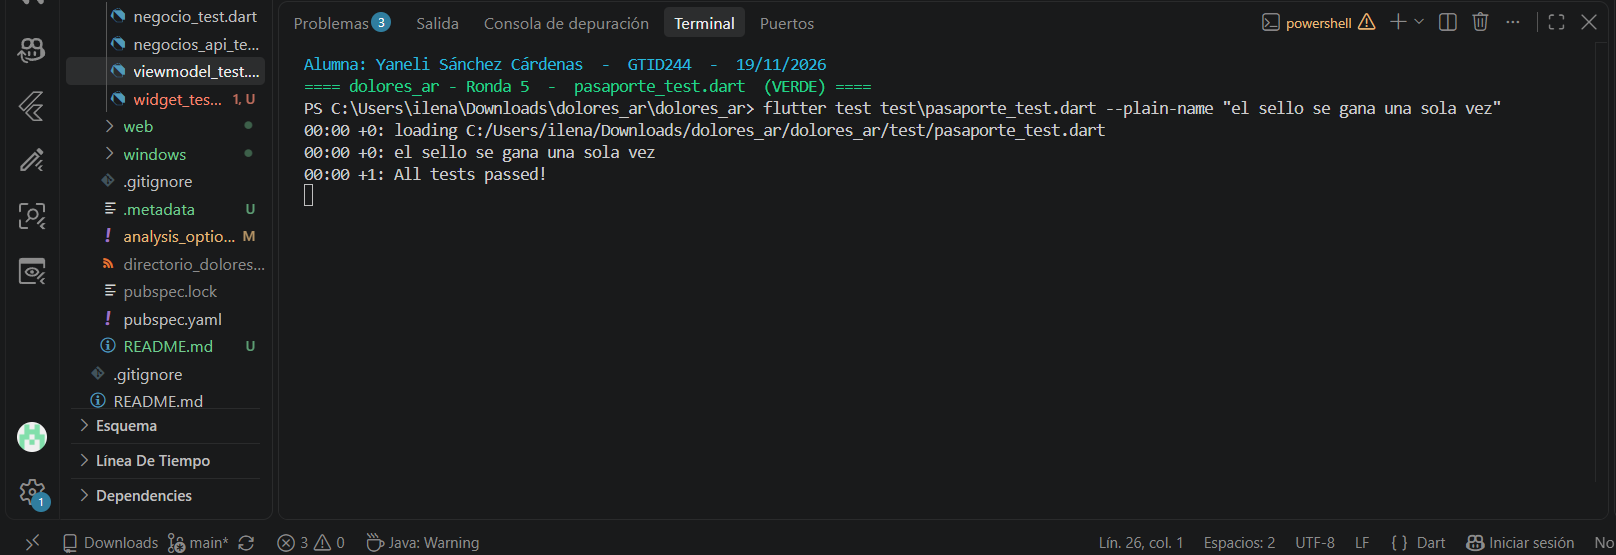 negocio_test.dart
negocios_api_te...
viewmodel_test....
widget_tes... 1, U
web
windows
.gitignore
.metadata U
analysis_optio... M
directorio_dolores...
pubspec.lock
pubspec.yaml
README.md U
.gitignore
README.md
Esquema
Línea De Tiempo
Dependencies
1
Problemas 3 Salida Consola de depuración Terminal Puertos
powershell
Alumna: Yaneli Sánchez Cárdenas - GTID244 - 19/11/2026
==== dolores_ar - Ronda 5 - pasaporte_test.dart (VERDE) ====
PS C:\Users\ilena\Downloads\dolores_ar\dolores_ar> flutter test test\pasaporte_test.dart --plain-name "el sello se gana una sola vez"
00:00 +0: loading C:/Users/ilena/Downloads/dolores_ar/dolores_ar/test/pasaporte_test.dart
00:00 +0: el sello se gana una sola vez
00:00 +1: All tests passed!
Downloads main* 3 0 Java: Warning Lín. 26, col. 1 Espacios: 2 UTF-8 LF { } Dart Iniciar sesión No